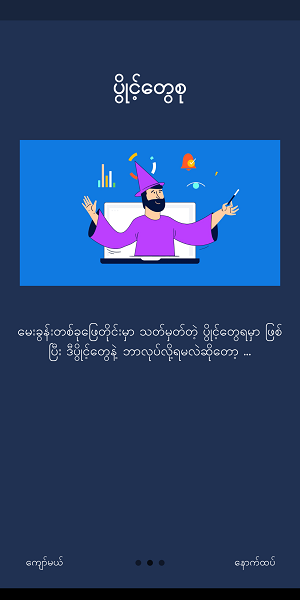 ပွိုင့်တွေစု
မေးခွန်းတစ်ခုဖြေတိုင်းမှာ သတ်မှတ်တဲ့ ပွိုင့်တွေရမှာ ဖြစ်
ပြီး ဒီပွိုင့်တွေနဲ့ ဘာလုပ်လို့ရမလဲဆိုတော့ ...
ကျော်မယ် နောက်ထပ်